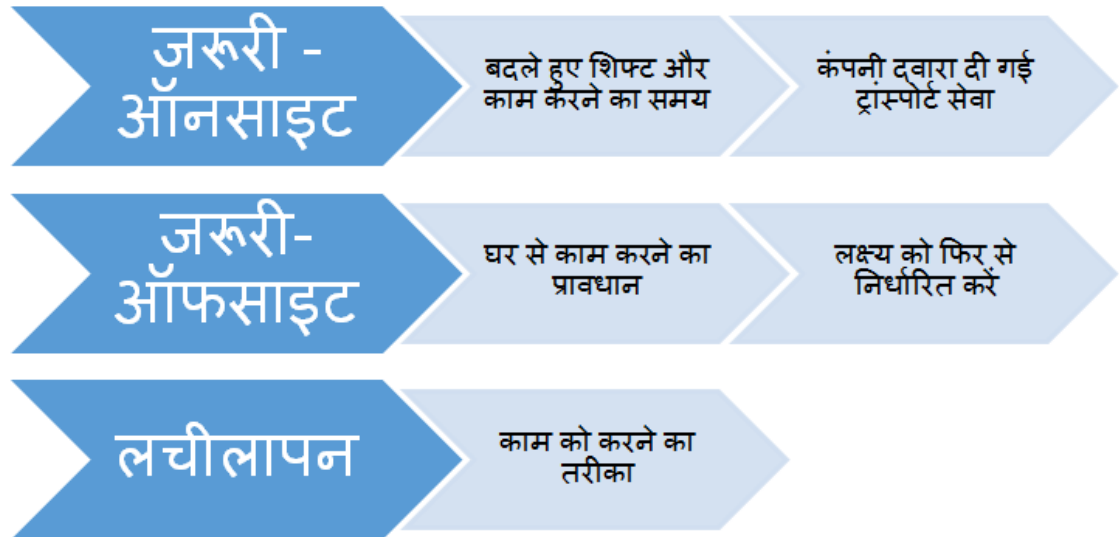 जरूरी -
ऑनसाइट
बदले हुए शिफ्ट और
काम करने का समय
कंपनी दवारा दी गई
ट्रांस्पोर्ट सेवा
जरूरी-
ऑफसाइट
घर से काम करने का
प्रावधान
लक्ष्य को फिर से
निर्धारित करें
लचीलापन
काम को करने का
तरीका